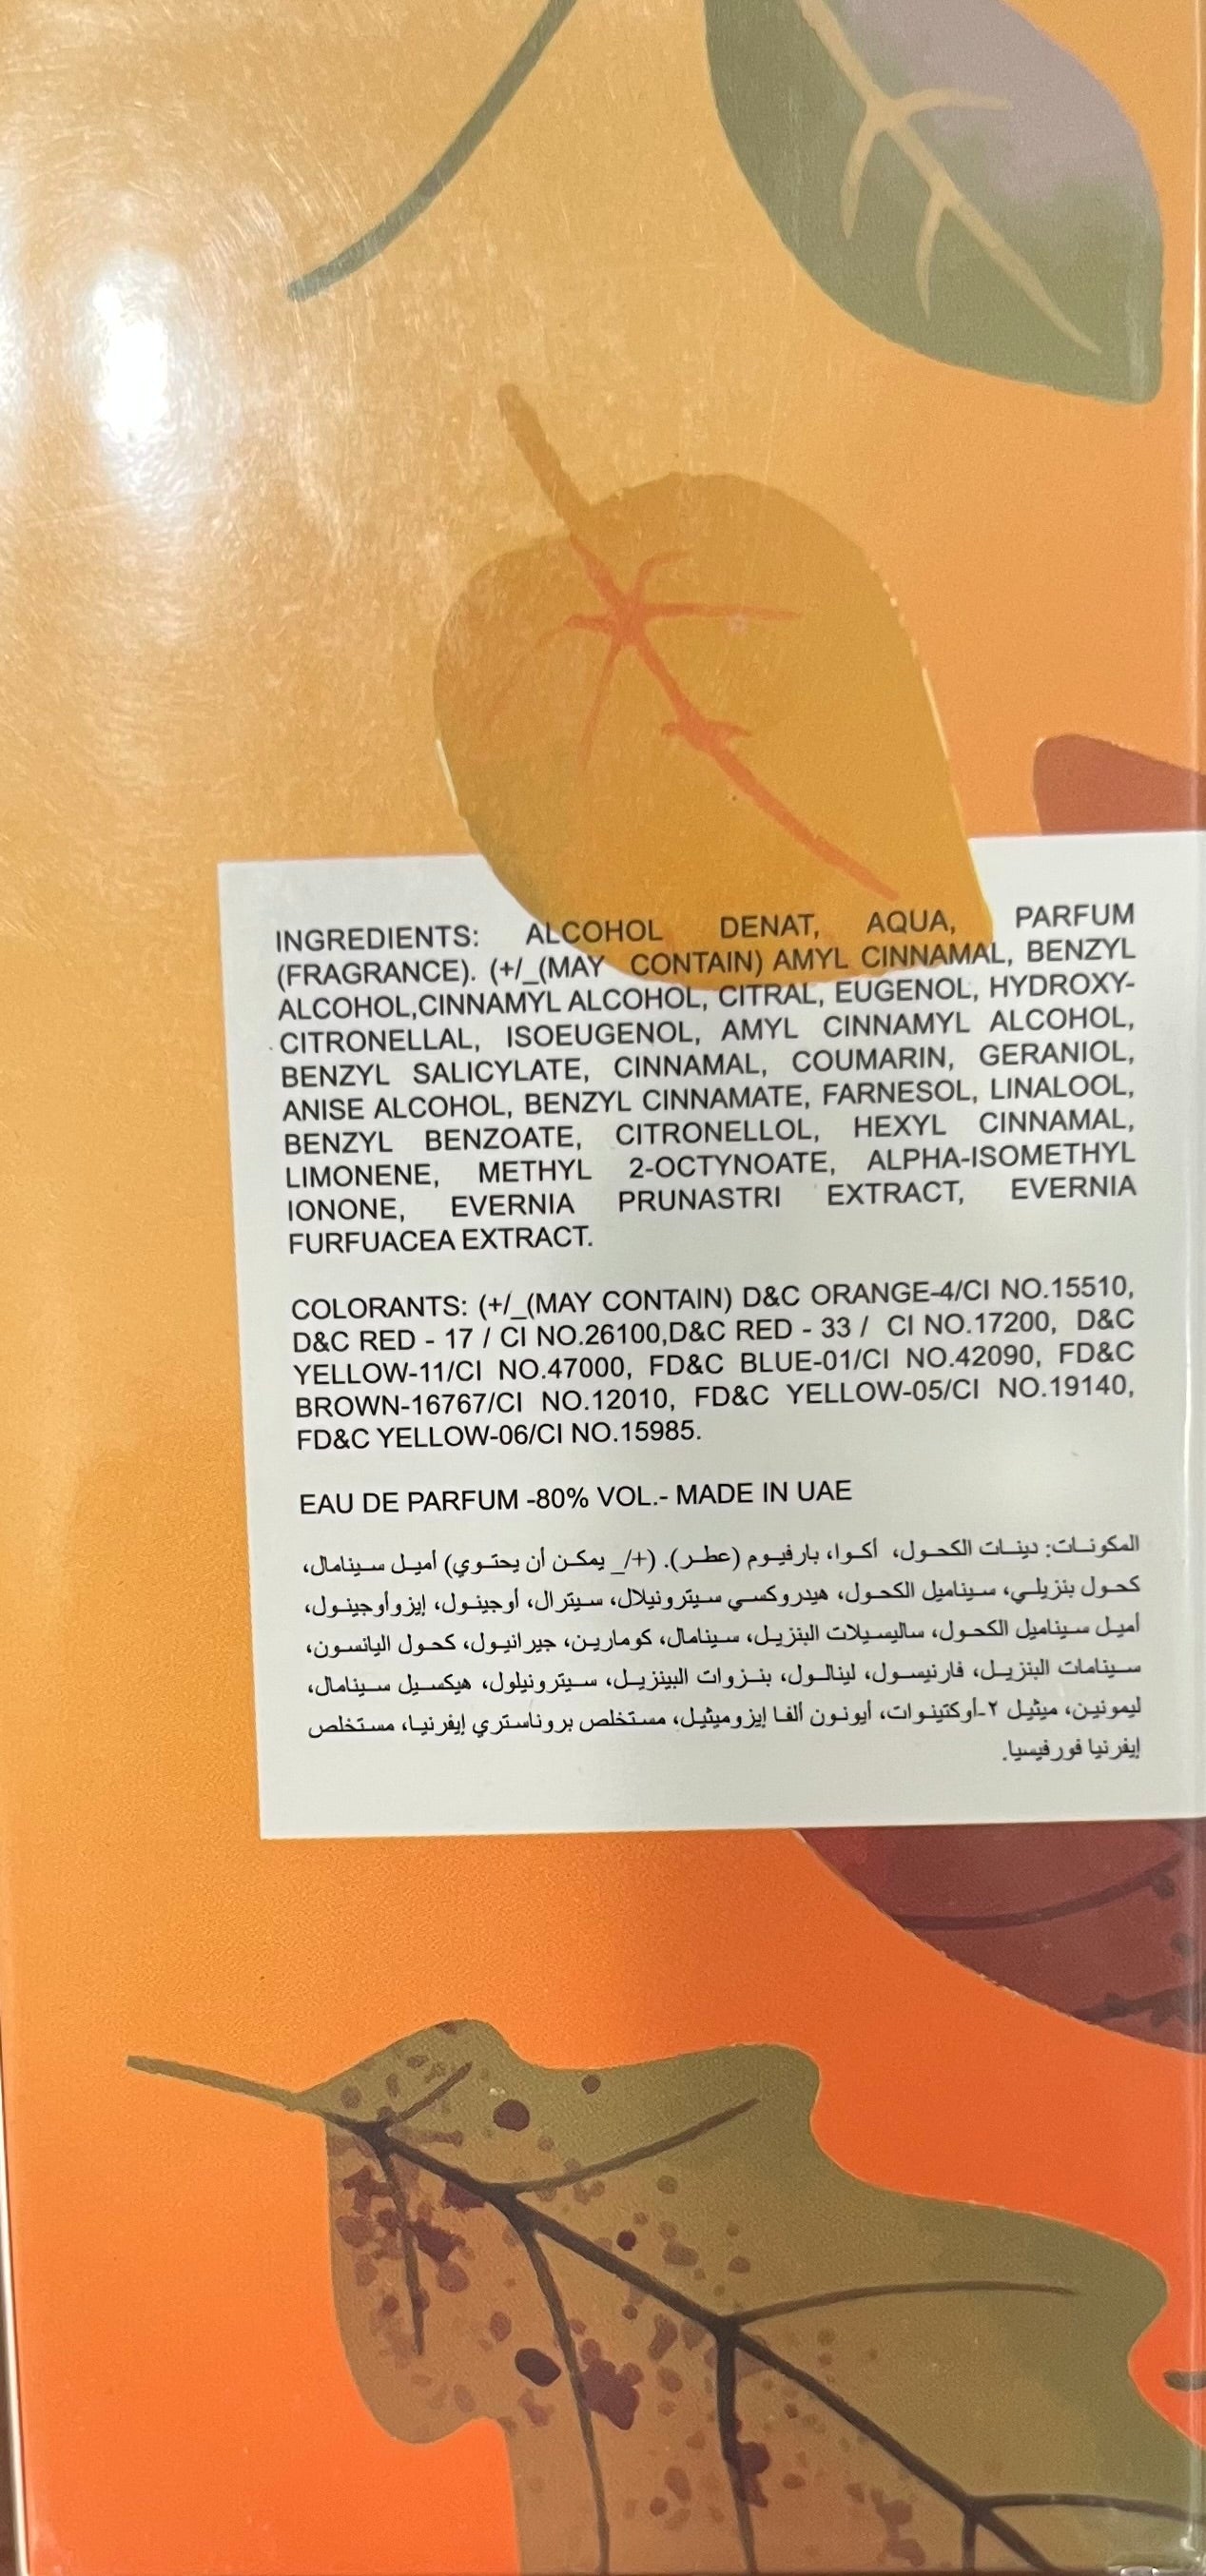 INGREDIENTS: ALCOHOL DENAT, AQUA, PARFUM
(FRAGRANCE). (+/_(MAY CONTAIN) AMYL CINNAMAL, BENZYL
ALCOHOL,CINNAMYL ALCOHOL, CITRAL, EUGENOL, HYDROXY-
CITRONELLAL, ISOEUGENOL, AMYL CINNAMYL ALCOHOL,
BENZYL SALICYLATE, CINNAMAL, COUMARIN, GERANIOL,
ANISE ALCOHOL, BENZYL CINNAMATE, FARNESOL, LINALOOL,
BENZYL BENZOATE, CITRONELLOL, HEXYL CINNAMAL,
LIMONENE, METHYL 2-OCTYNOATE, ALPHA-ISOMETHYL
IONONE, EVERNIA PRUNASTRI EXTRACT, EVERNIA
FURFUACEA EXTRACT.
COLORANTS: (+/_(MAY CONTAIN) D&C ORANGE-4/CI NO.15510,
D&C RED - 17 / CI NO.26100,D&C RED - 33 / CI NO.17200, D&C
YELLOW-11/CI NO.47000, FD&C BLUE-01/CI NO.42090, FD&C
BROWN-16767/CI NO.12010, FD&C YELLOW-05/CI NO.19140,
FD&C YELLOW-06/CI NO.15985.
EAU DE PARFUM -80% VOL.- MADE IN UAE
المكونات: دينات الكحول، أكوا، بارفيوم (عطر). (+/_ يمكن أن يحتوي) أميل سينامال،
كحول بنزيلي، سيناميل الكحول، هيدروكسي سيترونيلال، سيترال، أوجينول، إيزوأوجينول،
أميل سيناميل الكحول، ساليسيلات البنزيل، سينامال، كومارين، جيرانيول، كحول اليانسون،
سينامات البنزيل، فارنيسول، لينالول، بنزوات البينزيل، سيترونيلول، هيكسيل سينامال،
ليمونين، ميثيل ٢-أوكتينوات، أيونون ألفا إيزوميثيل، مستخلص بروناستري إيفرنيا، مستخلص
إيفرنيا فورفيسيا.